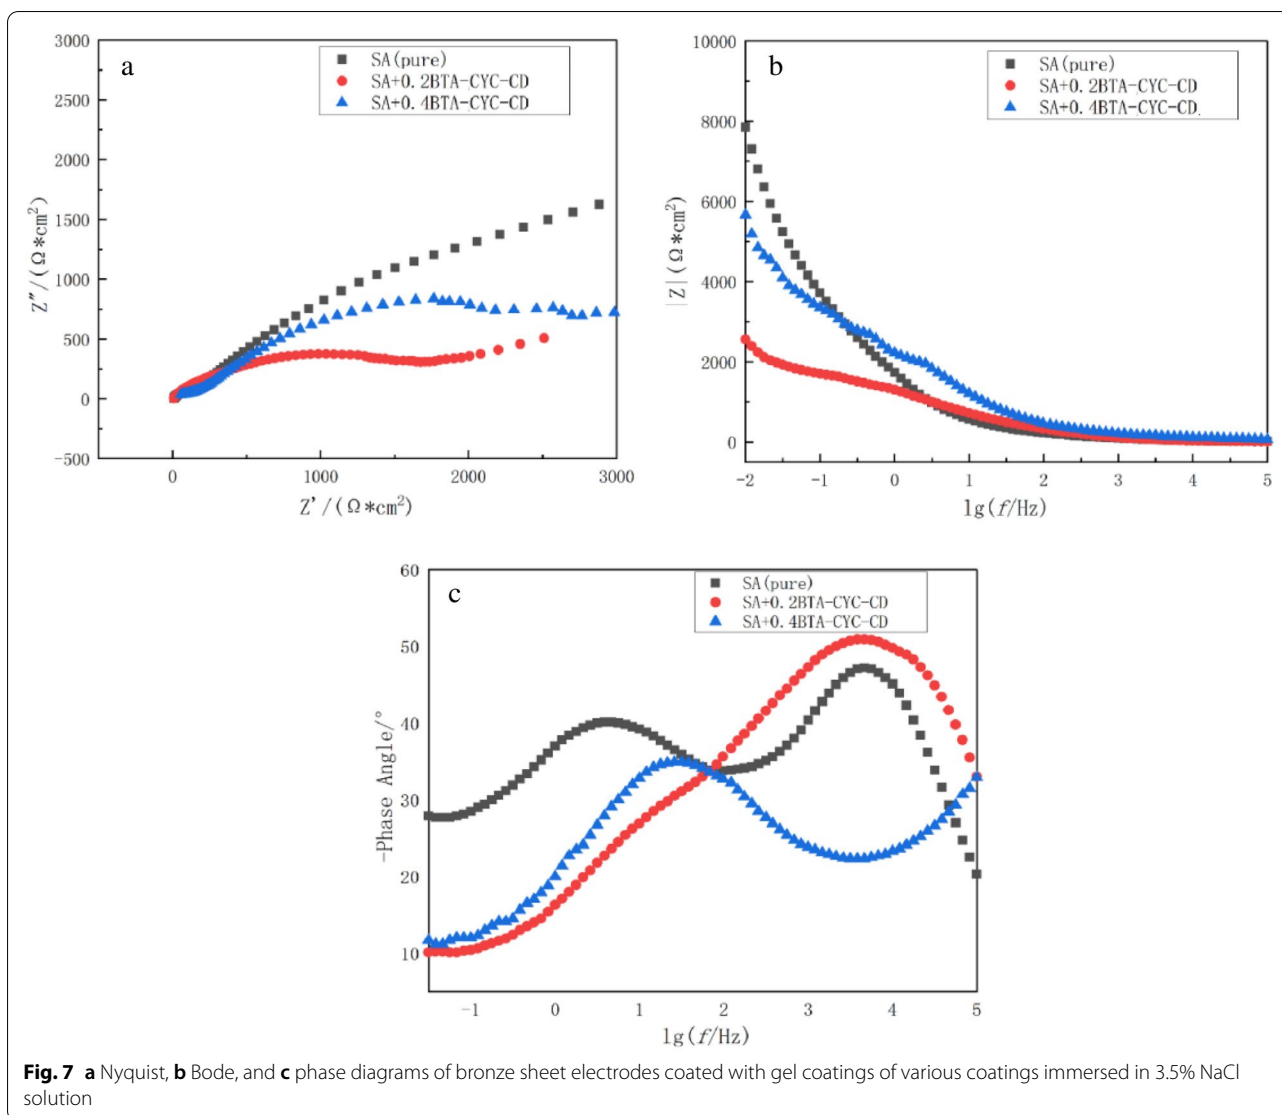 3000
2500
2000
1500
1000
500
0
-500
Z″/(Ω*cm²)
a
SA(pure)
SA+0.2BTA-CYC-CD
SA+0.4BTA-CYC-CD
0 1000 2000 3000
Z'/(Ω*cm²)
10000
8000
6000
4000
2000
0
|Z|(Ω*cm²)
b
SA(pure)
SA+0.2BTA-CYC-CD
SA+0.4BTA-CYC-CD
-2 -1 0 1 2 3 4 5
lg(f/Hz)
60
50
40
30
20
10
-Phase Angle/°
c
SA(pure)
SA+0.2BTA-CYC-CD
SA+0.4BTA-CYC-CD
-1 0 1 2 3 4 5
lg(f/Hz)
Fig. 7 a Nyquist, b Bode, and c phase diagrams of bronze sheet electrodes coated with gel coatings of various coatings immersed in 3.5% NaCl
solution